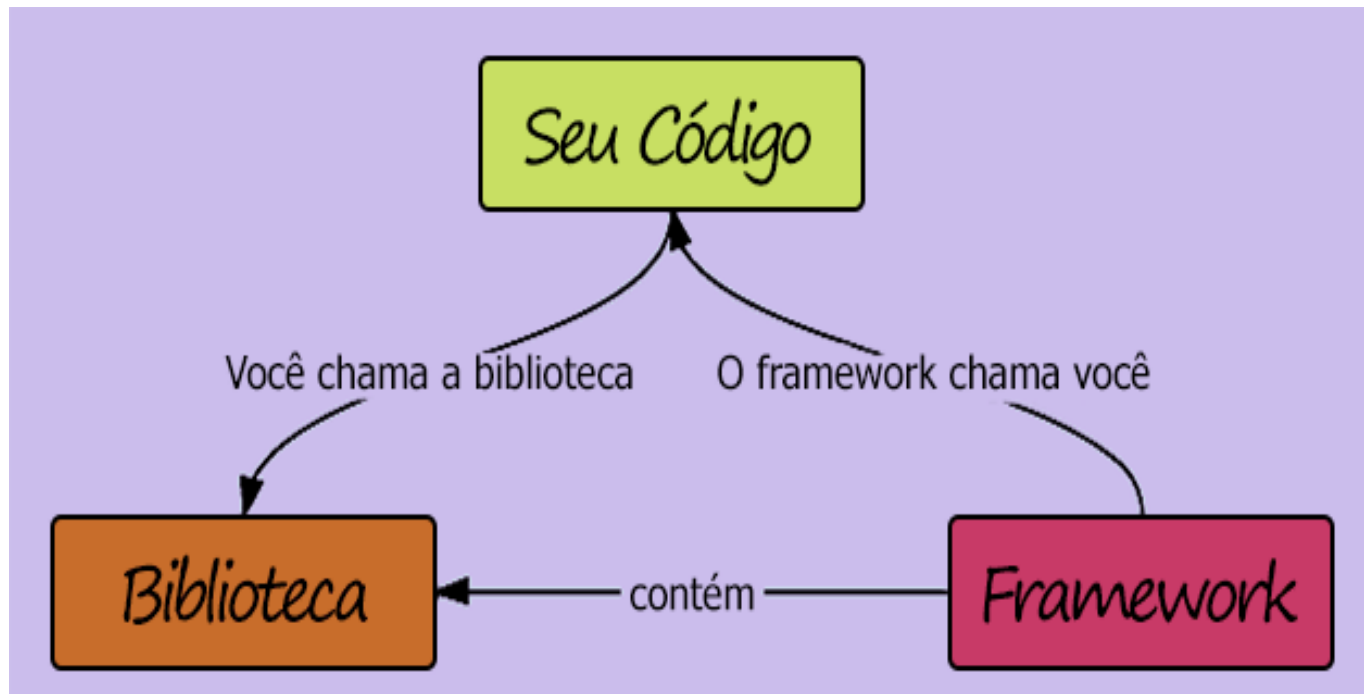 Seu Código
Você chama a biblioteca
O framework chama você
Biblioteca
contém
Framework